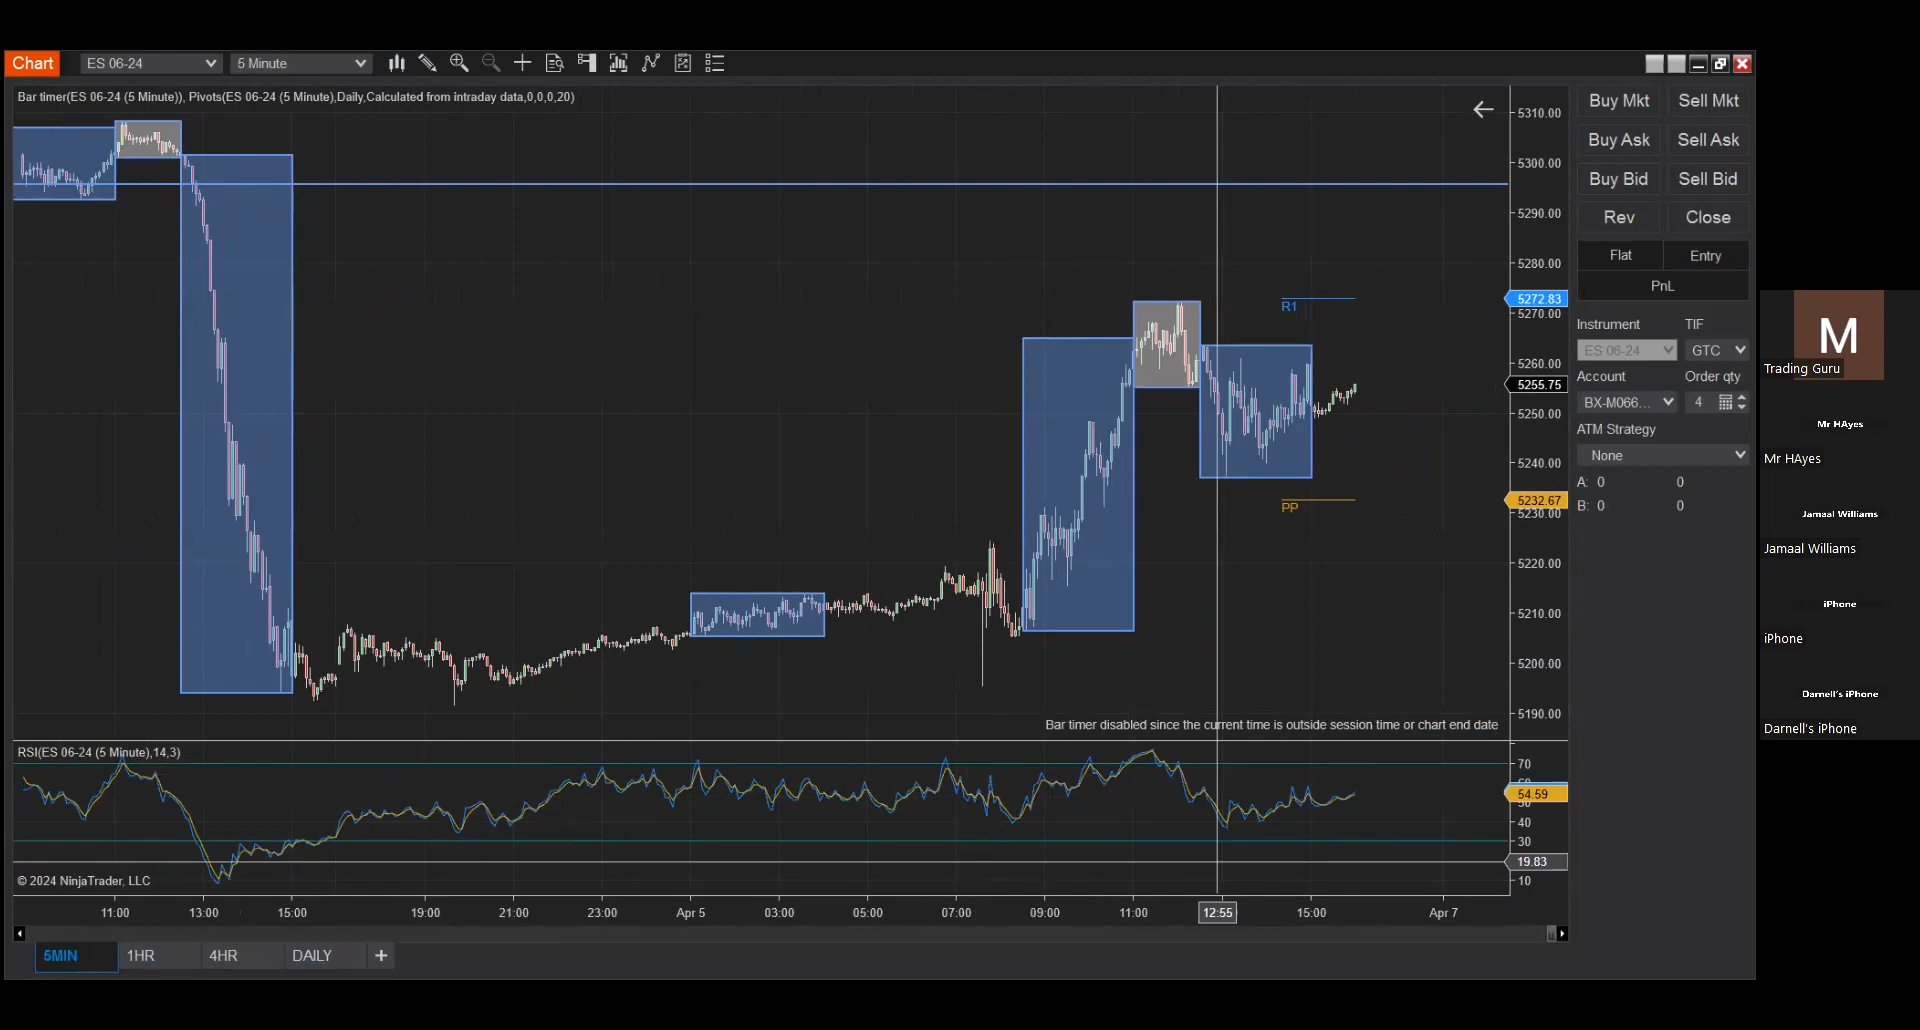 Chart ES 06-24 5 Minute
Bar timer(ES 06-24 (5 Minute)), Pivots(ES 06-24 (5 Minute),Daily,Calculated from intraday data,0,0,0,20)
5310.00
5300.00
5290.00
5280.00
5272.83
5270.00
5260.00
5255.75
5250.00
5240.00
5232.67
5230.00
5220.00
5210.00
5200.00
5190.00
R1
PP
Bar timer disabled since the current time is outside session time or chart end date
RSI(ES 06-24 (5 Minute),14,3)
70
54.59
40
30
19.83
10
© 2024 NinjaTrader, LLC
11:00 13:00 15:00 19:00 21:00 23:00 Apr 5 03:00 05:00 07:00 09:00 11:00 12:55 15:00 Apr 7
5MIN 1HR 4HR DAILY +
Buy Mkt Sell Mkt
Buy Ask Sell Ask
Buy Bid Sell Bid
Rev Close
Flat Entry
PnL
Instrument TIF
ES 06-24 GTC
Account Order qty
BX-M066... 4
ATM Strategy
None
A: 0 0
B: 0 0
M
Trading Guru
Mr HAyes
Mr HAyes
Jamaal Williams
Jamaal Williams
iPhone
iPhone
Darnell's iPhone
Darnell's iPhone